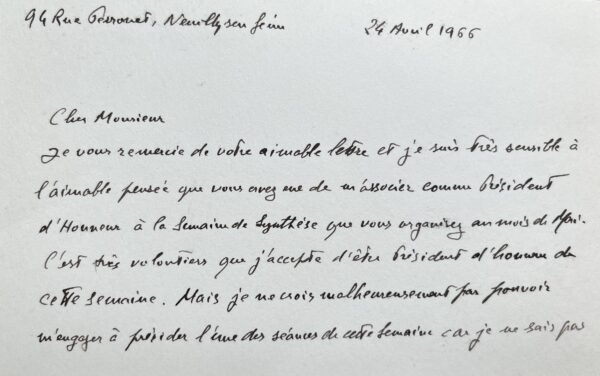 94 Rue Perronet, Neuilly sur Seine
24 Avril 1966
Cher Monsieur
Je vous remercie de votre aimable lettre et je suis très sensible à
l'aimable pensée que vous avez eue de m'associer comme Président
d'Honneur à la Semaine de Synthèse que vous organisez au mois de Mai.
C'est très volontiers que j'accepte d'être Président d'honneur de
cette semaine. Mais je ne crois malheureusement pas pouvoir
m'engager à présider l'une des séances de cette semaine car je ne sais pas